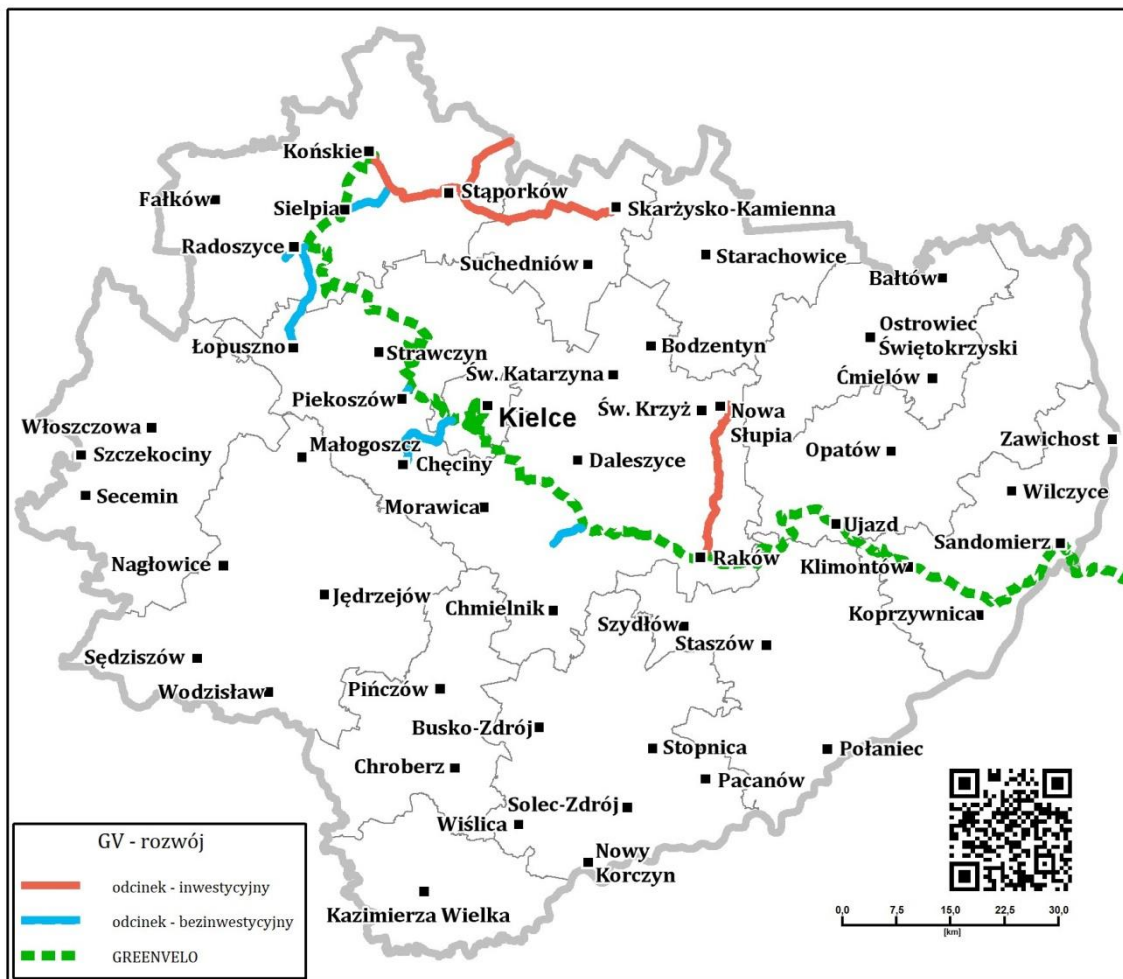 Końskie
Stąporków
Fałków
Sielpia
Skarżysko-Kamienna
Radoszyce
Starachowice
Suchedniów
Bałtów
Ostrowiec
Świętokrzyski
Łopuszno
Strawczyn
Bodzentyn
Św. Katarzyna
Ćmielów
Piekoszów
Kielce
Św. Krzyż
Nowa
Słupia
Włoszczowa
Małogoszcz
Zawichost
Szczekociny
Chęciny
Daleszyce
Opatów
Secemin
Morawica
Wilczyce
Ujazd
Sandomierz
Nagłowice
Raków
Klimontów
Jędrzejów
Chmielnik
Koprzywnica
Szydłów
Staszów
Sędziszów
Wodzisław
Pińczów
Busko-Zdrój
Stopnica
Połaniec
Chroberz
Pacanów
Solec-Zdrój
Wiślica
Nowy
Korczyn
Kazimierza Wielka
GV - rozwój
odcinek - inwestycyjny
odcinek - bezinwestycyjny
GREENVELO
0,0 7,5 15,0 22,5 30,0
[km]